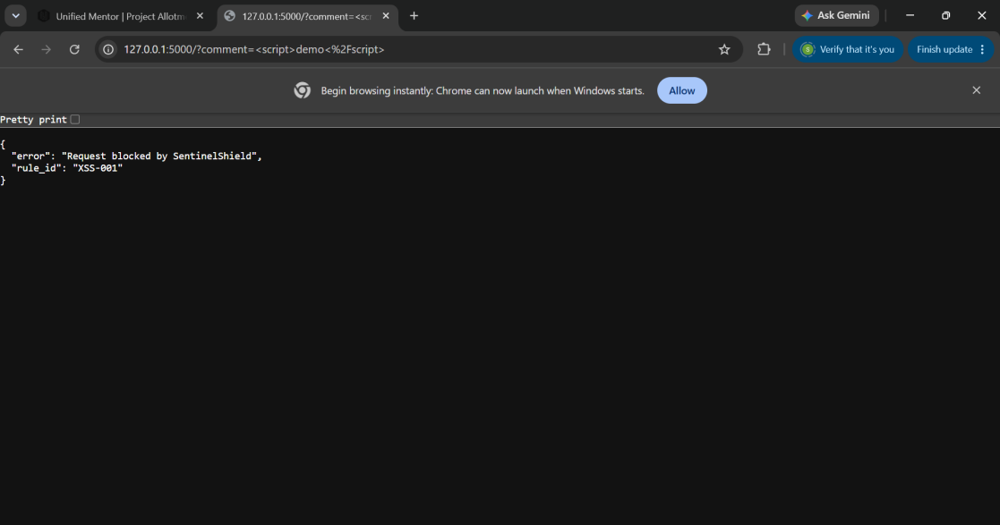 Unified Mentor | Project Allotm
127.0.0.1:5000/?comment=<scr
Ask Gemini
127.0.0.1:5000/?comment=<script>demo<%2Fscript>
S
Verify that it's you
Finish update
Begin browsing instantly: Chrome can now launch when Windows starts.
Allow
Pretty print
{
  "error": "Request blocked by SentinelShield",
  "rule_id": "XSS-001"
}